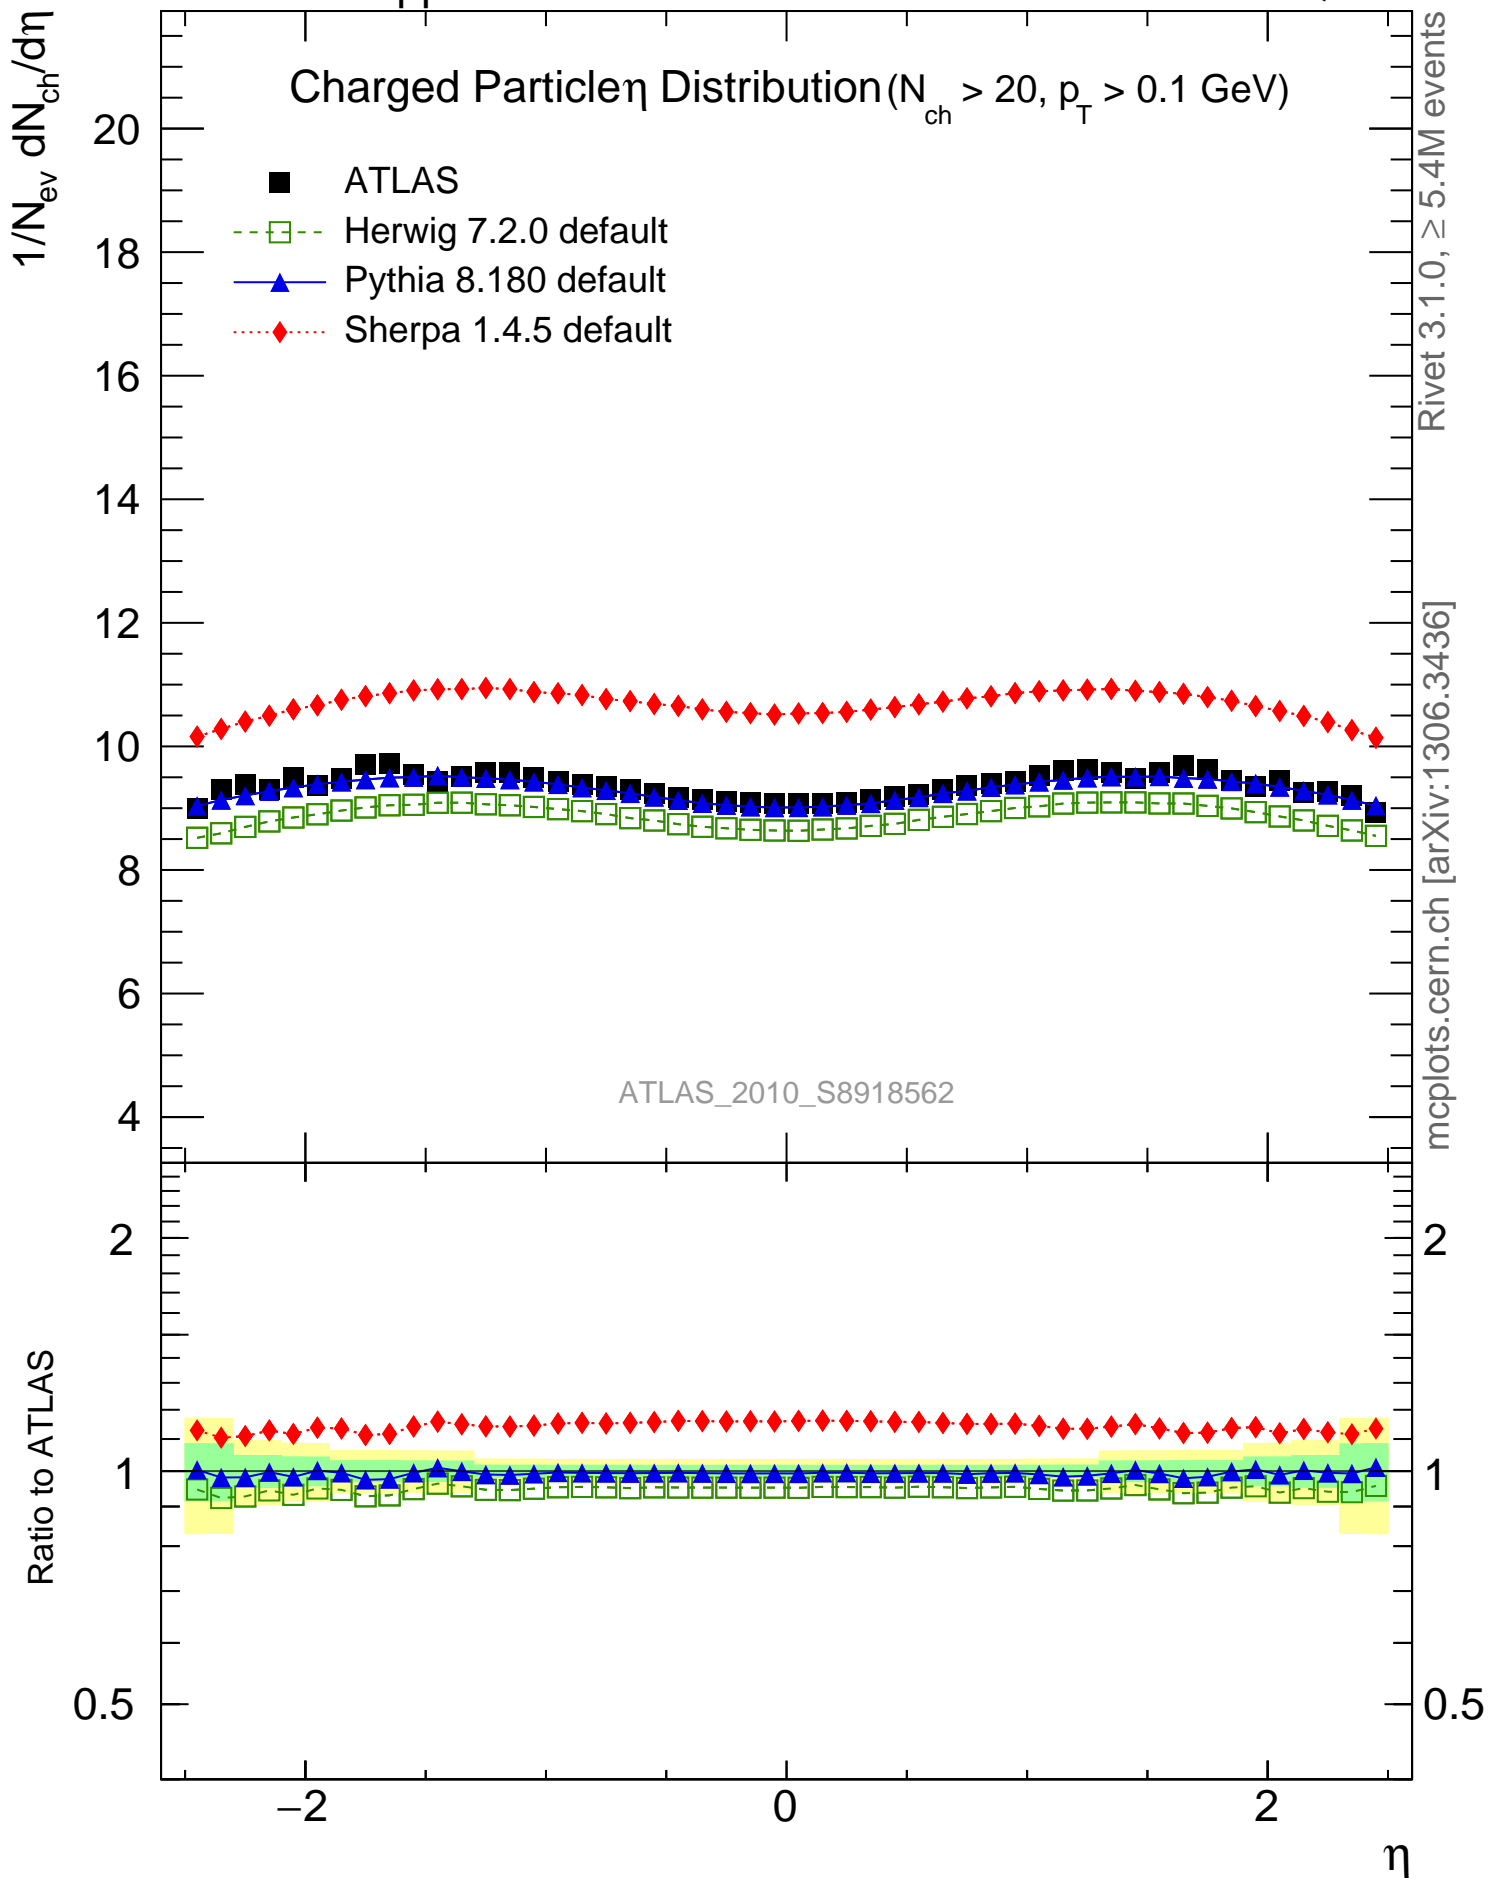 pp
1/N_ev dN_ch/dη
Charged Particle η Distribution (N_ch > 20, p_T > 0.1 GeV)
ATLAS
Herwig 7.2.0 default
Pythia 8.180 default
Sherpa 1.4.5 default
20
18
16
14
12
10
8
6
4
ATLAS_2010_S8918562
Rivet 3.1.0, ≥ 5.4M events
mcplots.cern.ch [arXiv:1306.3436]
Ratio to ATLAS
2
1
0.5
2
1
0.5
−2
0
2
η